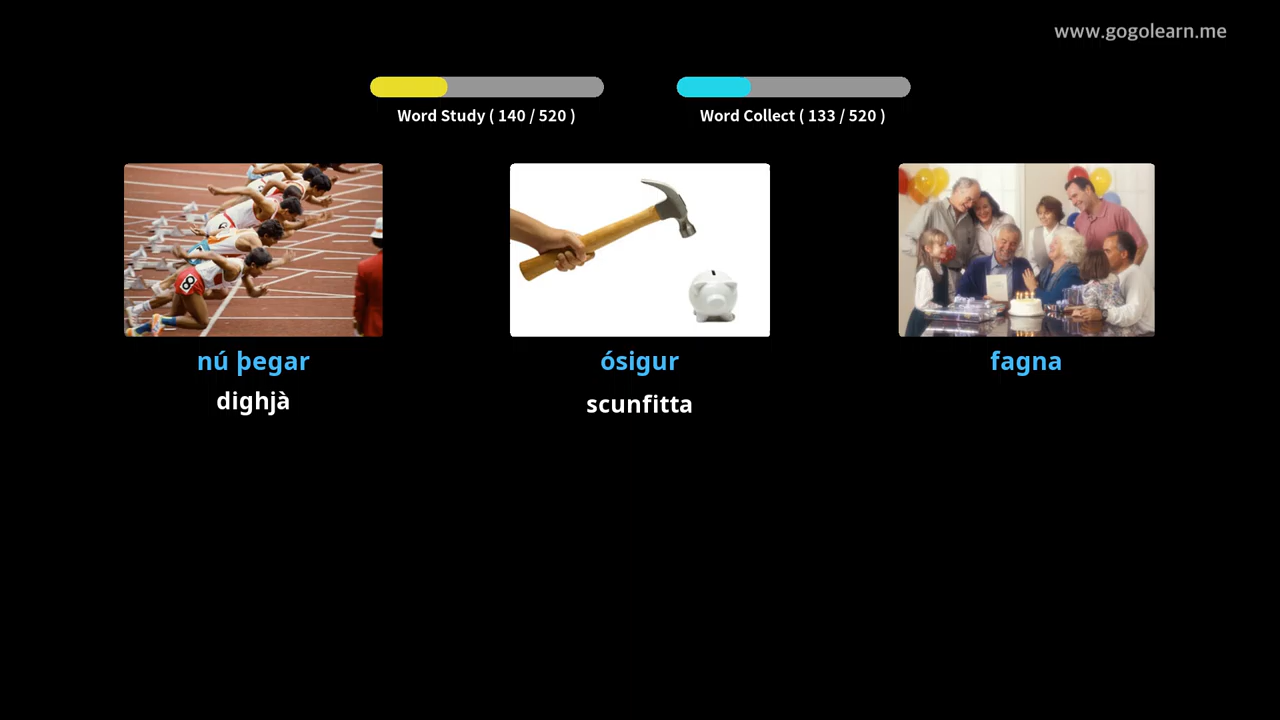 www.gogolearn.me
Word Study ( 140 / 520 )
Word Collect ( 133 / 520 )
nú þegar
dighjà
ósigur
scunfitta
fagna